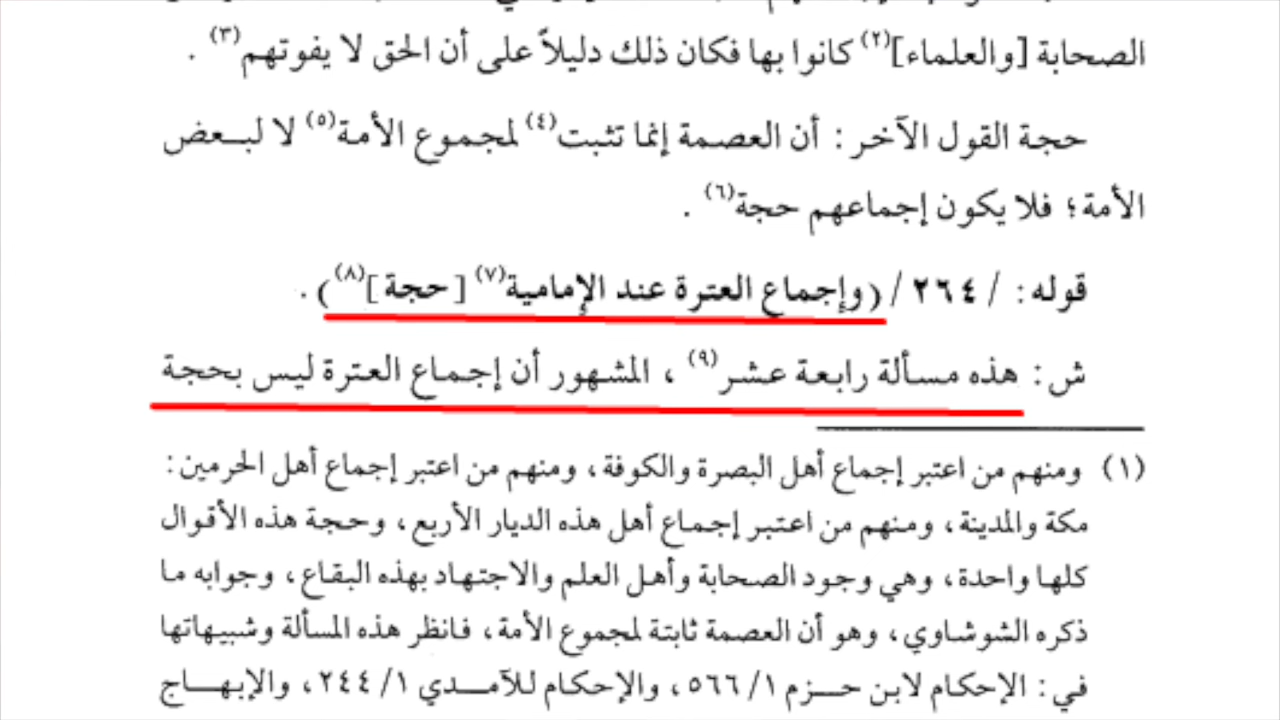 الصحابة [والعلماء](٢) كانوا بها فكان ذلك دليلاً على أن الحق لا يفوتهم(٣) .
حجة القول الآخر : أن العصمة إنما تثبت(٤) لمجموع الأمة(٥) لا لبعض
الأمة؛ فلا يكون إجماعهم حجة(٦) .
قوله : / ٢٦٤ / (وإجماع العترة عند الإمامية(٧) [حجة](٨)) .
ش : هذه مسألة رابعة عشر(٩) ، المشهور أن إجماع العترة ليس بحجة
(١) ومنهم من اعتبر إجماع أهل البصرة والكوفة، ومنهم من اعتبر إجماع أهل الحرمين :
مكة والمدينة، ومنهم من اعتبر إجماع أهل هذه الديار الأربع، وحجة هذه الأقوال
كلها واحدة، وهي وجود الصحابة وأهل العلم والاجتهاد بهذه البقاع، وجوابه ما
ذكره الشوشاوي، وهو أن العصمة ثابتة لمجموع الأمة، فانظر هذه المسألة وشبيهاتها
في : الإحكام لابن حزم ١/ ٥٦٦، والإحكام للآمدي ١/ ٢٤٤، والإبهاج